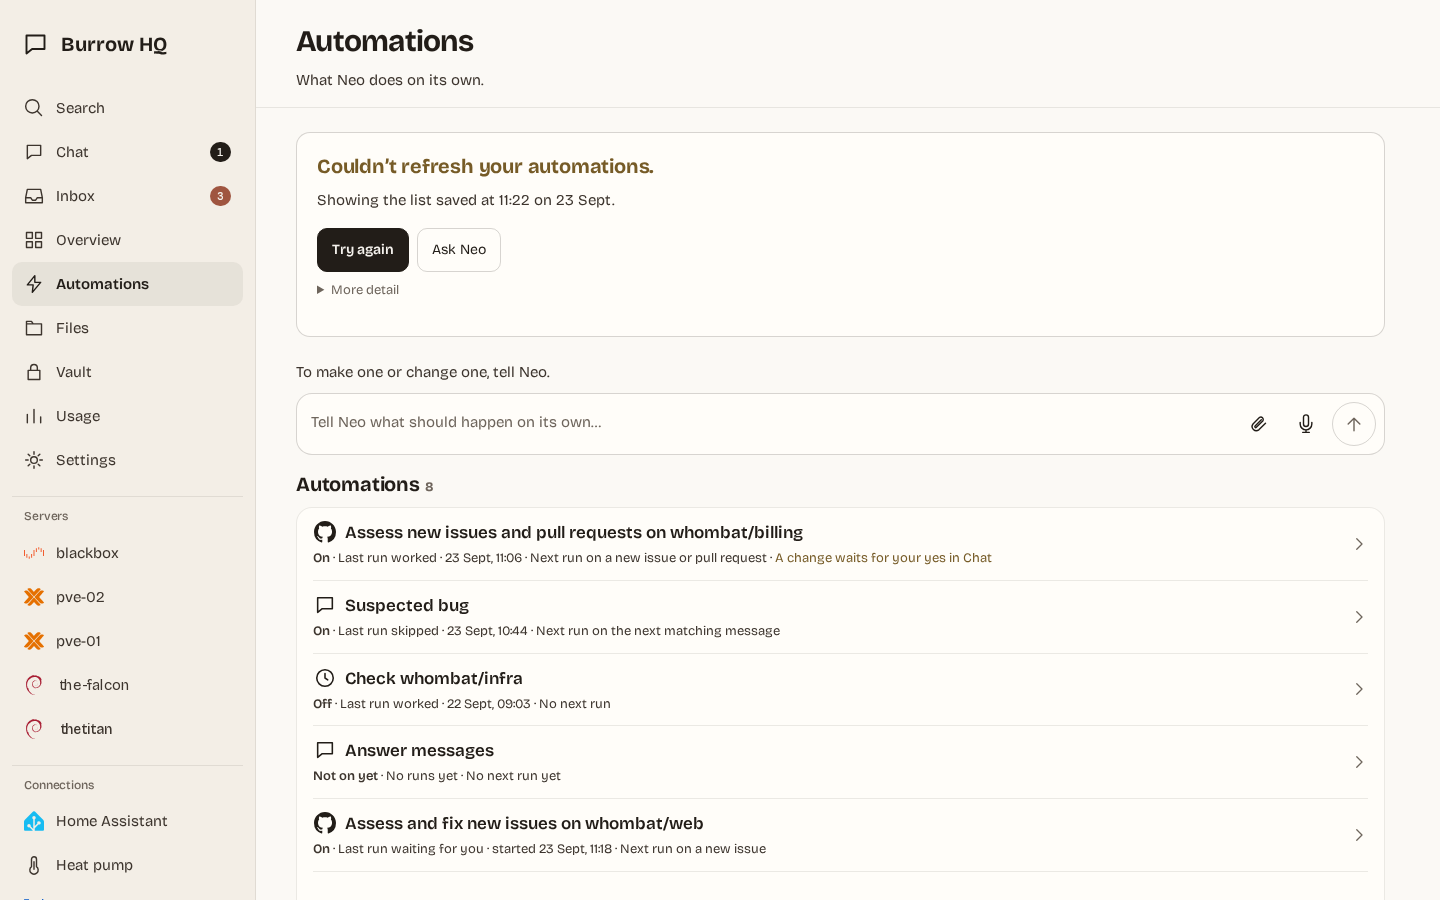 Burrow HQ
Search
Chat 1
Inbox 3
Overview
Automations
Files
Vault
Usage
Settings
Servers
blackbox
pve-02
pve-01
the-falcon
thetitan
Connections
Home Assistant
Heat pump
Automations
What Neo does on its own.
Couldn’t refresh your automations.
Showing the list saved at 11:22 on 23 Sept.
Try again Ask Neo
More detail
To make one or change one, tell Neo.
Tell Neo what should happen on its own...
Automations 8
Assess new issues and pull requests on whombat/billing
On · Last run worked · 23 Sept, 11:06 · Next run on a new issue or pull request · A change waits for your yes in Chat
Suspected bug
On · Last run skipped · 23 Sept, 10:44 · Next run on the next matching message
Check whombat/infra
Off · Last run worked · 22 Sept, 09:03 · No next run
Answer messages
Not on yet · No runs yet · No next run yet
Assess and fix new issues on whombat/web
On · Last run waiting for you · started 23 Sept, 11:18 · Next run on a new issue